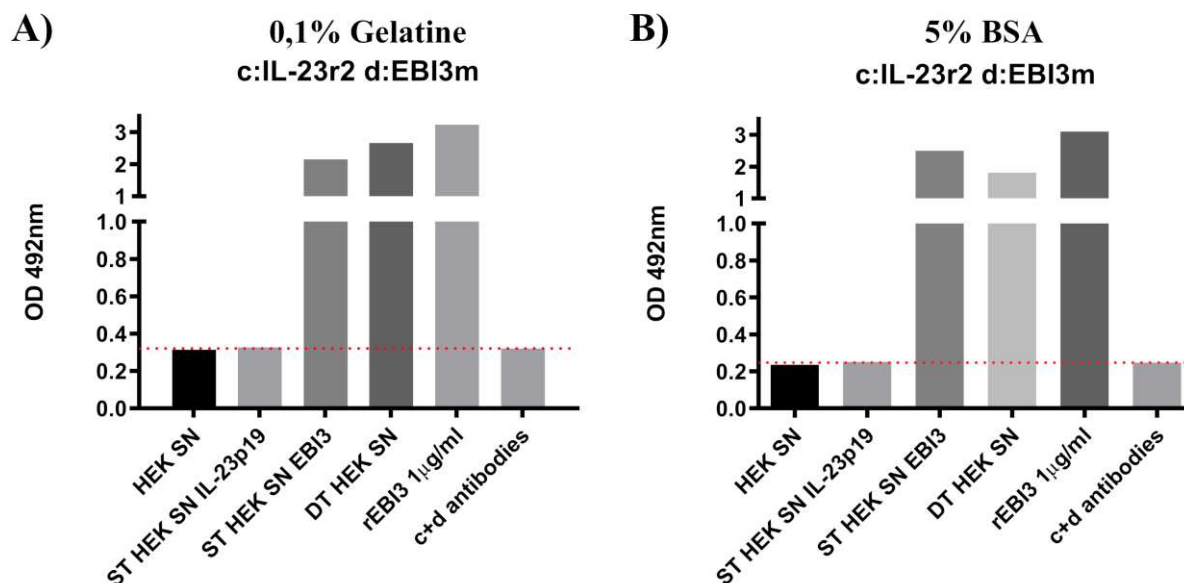 A)
0,1% Gelatine
c:IL-23r2 d:EBI3m
OD 492nm
3
2
1
1.0
0.8
0.6
0.4
0.2
0.0
HEK SN
ST HEK SN IL-23p19
ST HEK SN EBI3
DT HEK SN
rEBI3 1µg/ml
c+d antibodies
B)
5% BSA
c:IL-23r2 d:EBI3m
OD 492nm
3
2
1
1.0
0.8
0.6
0.4
0.2
0.0
HEK SN
ST HEK SN IL-23p19
ST HEK SN EBI3
DT HEK SN
rEBI3 1µg/ml
c+d antibodies